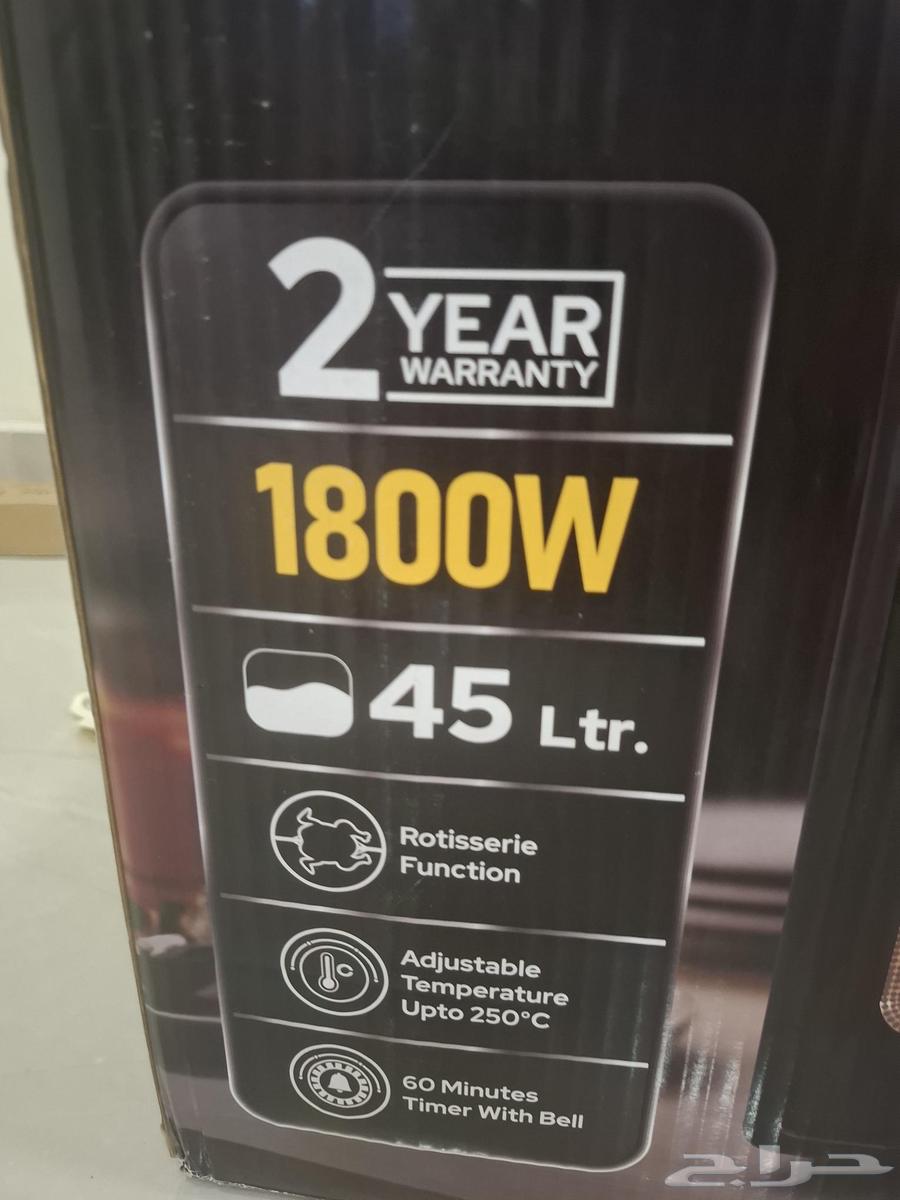 2 YEAR
WARRANTY
1800W
45 Ltr.
Rotisserie
Function
Adjustable
Temperature
Upto 250°C
60 Minutes
Timer With Bell
حراج